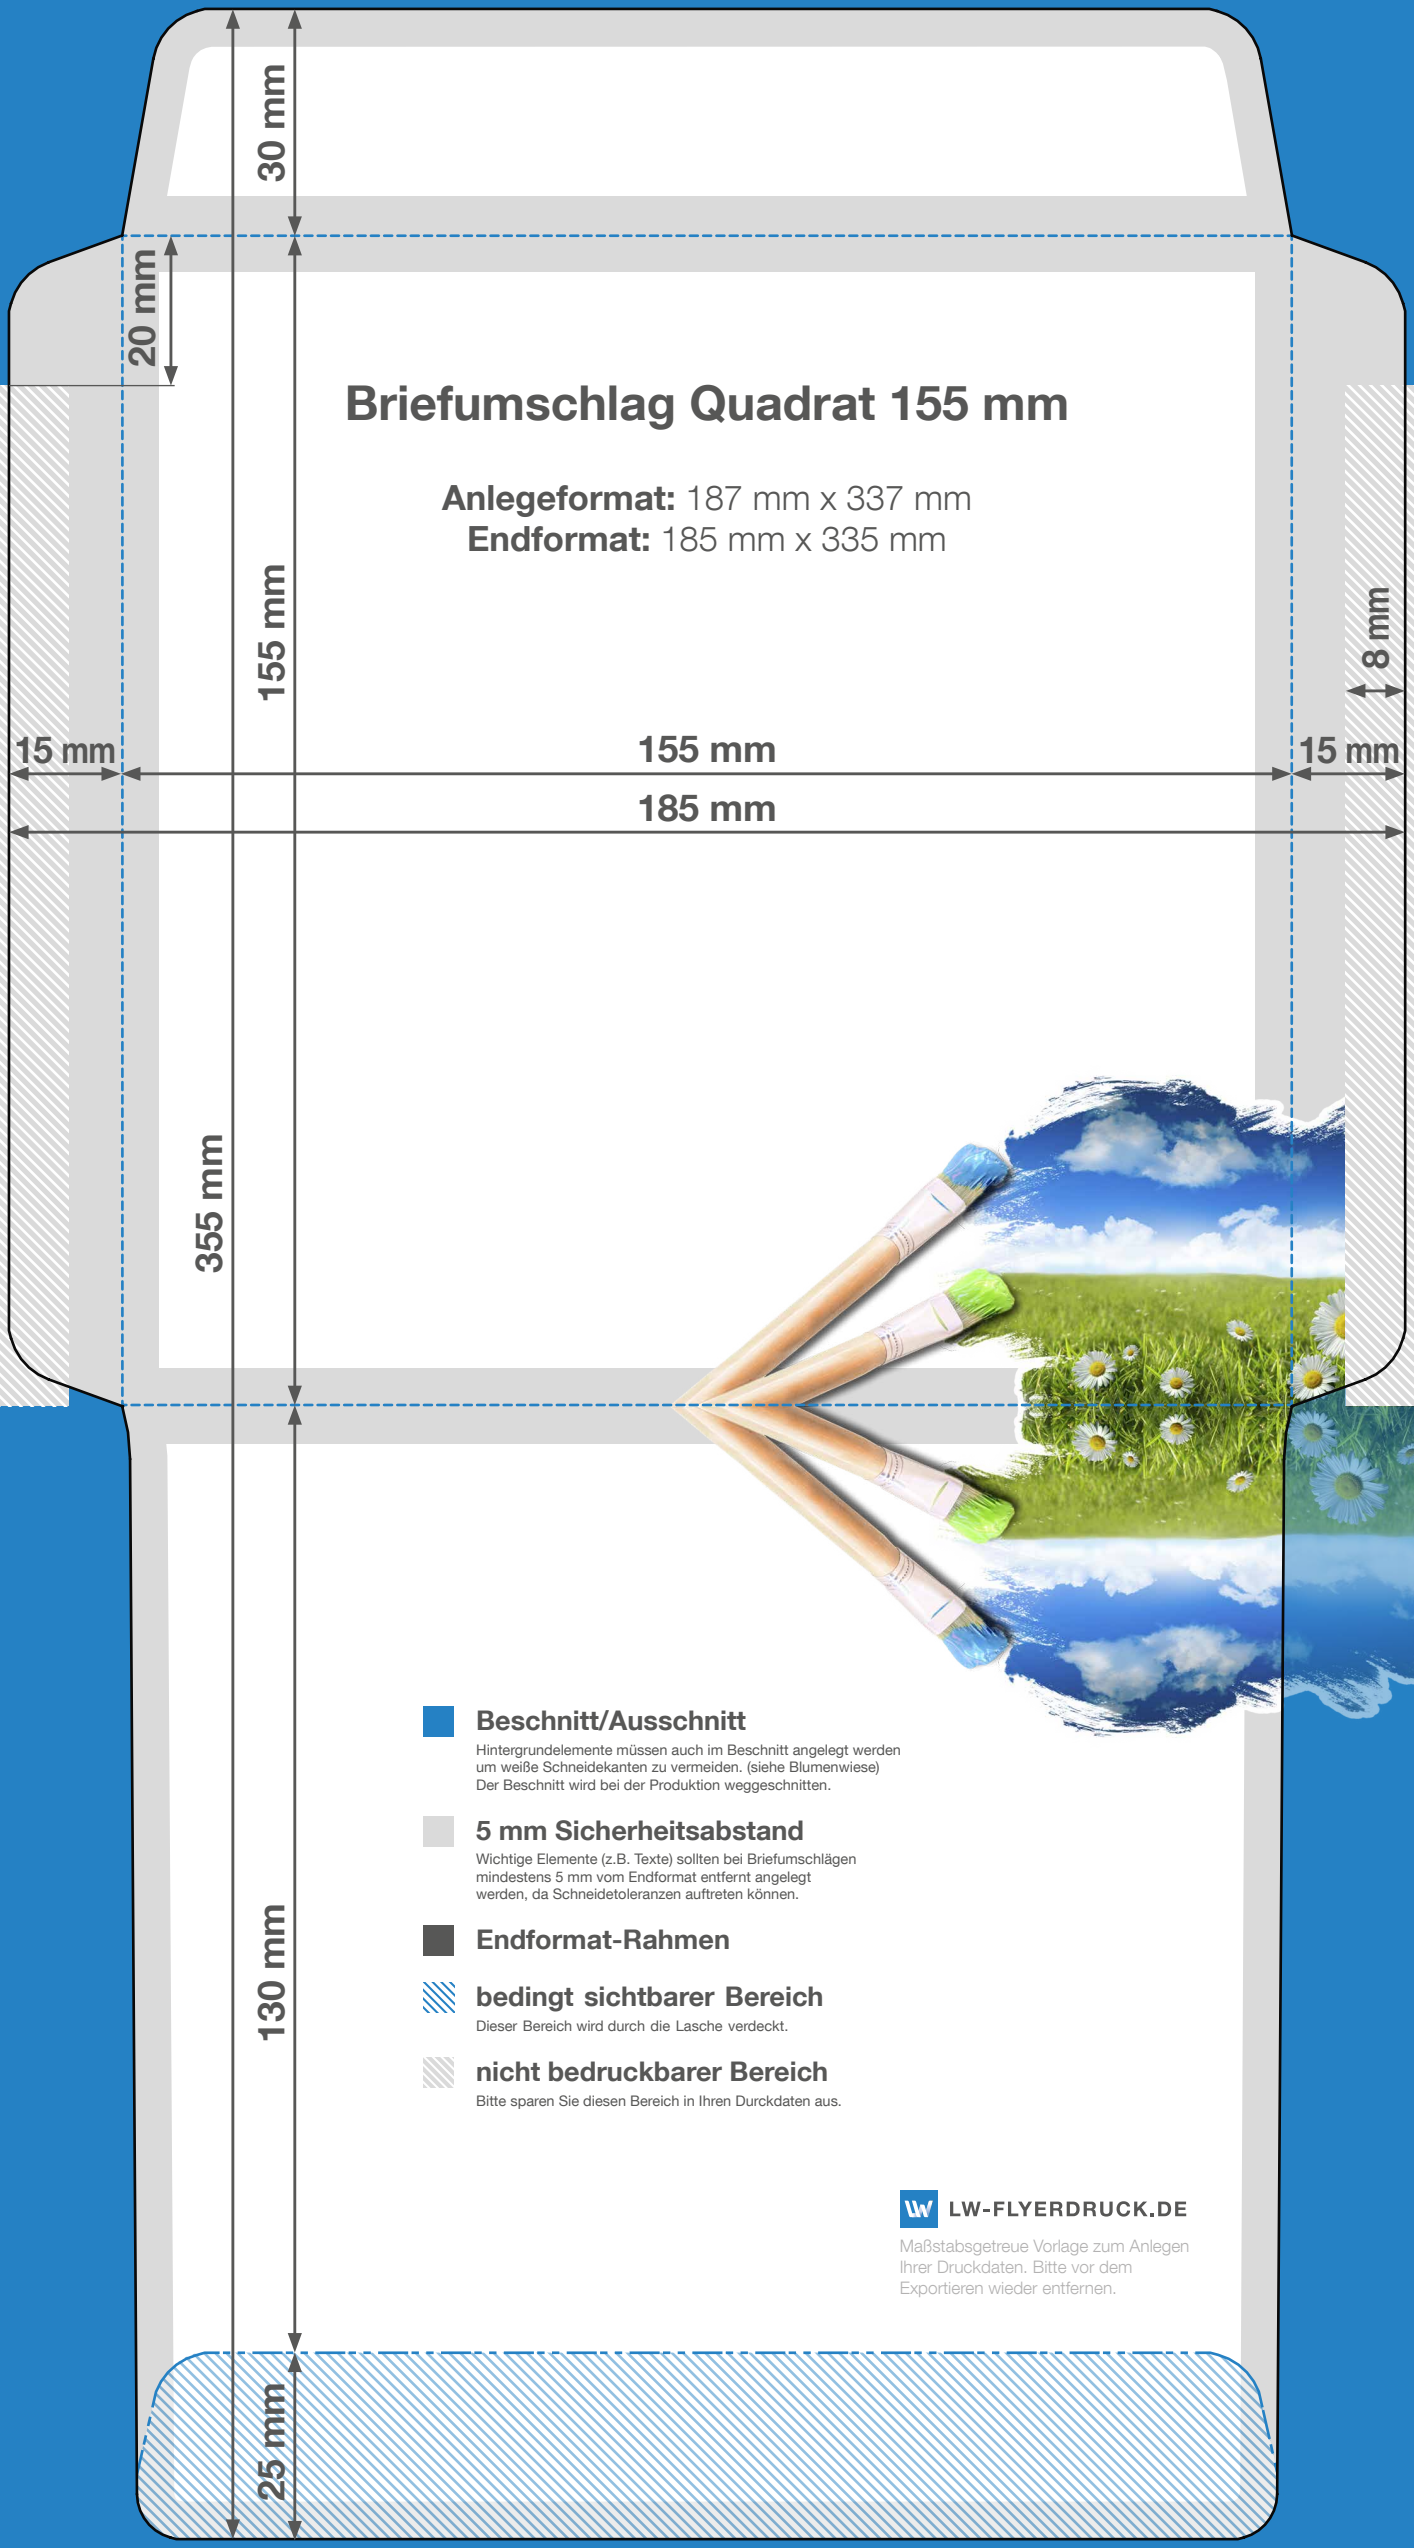 30 mm
20 mm
Briefumschlag Quadrat 155 mm
Anlegeformat: 187 mm x 337 mm
Endformat: 185 mm x 335 mm
155 mm
8 mm
15 mm
155 mm
15 mm
185 mm
355 mm
Beschnitt/Ausschnitt
Hintergrundelemente müssen auch im Beschnitt angelegt werden
um weiße Schneidekanten zu vermeiden. (siehe Blumenwiese)
Der Beschnitt wird bei der Produktion weggeschnitten.
5 mm Sicherheitsabstand
Wichtige Elemente (z.B. Texte) sollten bei Briefumschlägen
mindestens 5 mm vom Endformat entfernt angelegt
werden, da Schneidetoleranzen auftreten können.
130 mm
Endformat-Rahmen
bedingt sichtbarer Bereich
Dieser Bereich wird durch die Lasche verdeckt.
nicht bedruckbarer Bereich
Bitte sparen Sie diesen Bereich in Ihren Durckdaten aus.
LW LW-FLYERDRUCK.DE
Maßstabsgetreue Vorlage zum Anlegen
Ihrer Druckdaten. Bitte vor dem
Exportieren wieder entfernen.
25 mm